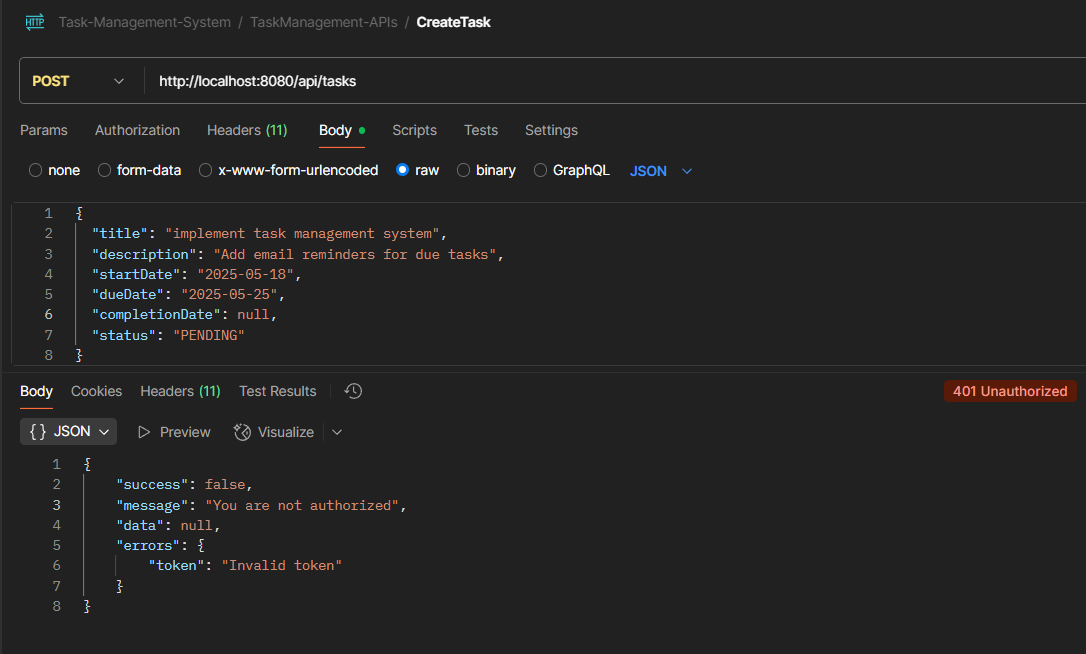 HTTP Task-Management-System / TaskManagement-APIs / CreateTask
POST http://localhost:8080/api/tasks
Params Authorization Headers (11) Body Scripts Tests Settings
none form-data x-www-form-urlencoded raw binary GraphQL JSON
1 {
2 "title": "implement task management system",
3 "description": "Add email reminders for due tasks",
4 "startDate": "2025-05-18",
5 "dueDate": "2025-05-25",
6 "completionDate": null,
7 "status": "PENDING"
8 }
Body Cookies Headers (11) Test Results 401 Unauthorized
{} JSON Preview Visualize
1 {
2 "success": false,
3 "message": "You are not authorized",
4 "data": null,
5 "errors": {
6 "token": "Invalid token"
7 }
8 }